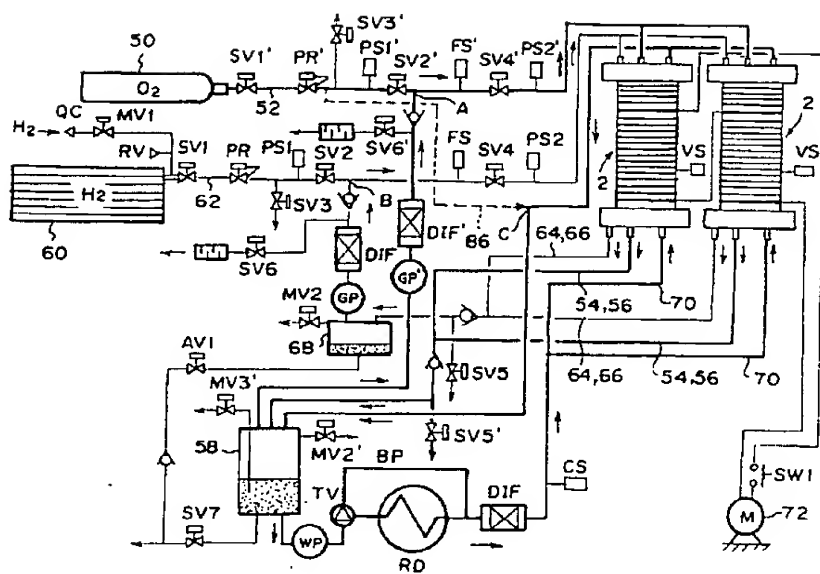 SV3'
50
SV1'
PR'
PS1'
SV2'
FS'
SV4'
PS2'
O2
QC
MV1
52
A
H2
RV
SV1
PR
PS1
SV2
SV6'
FS
SV4
PS2
2
2
VS
VS
H2
62
B
SV3
DIF'
86
C
60
DIF
64,66
SV6
GP'
MV2
GP
54,56
70
AV1
6B
SV5
64,66
54,56
70
MV3'
SV5'
5B
MV2'
BP
CS
SW1
TV
DIF
SV7
WP
M
72
RD